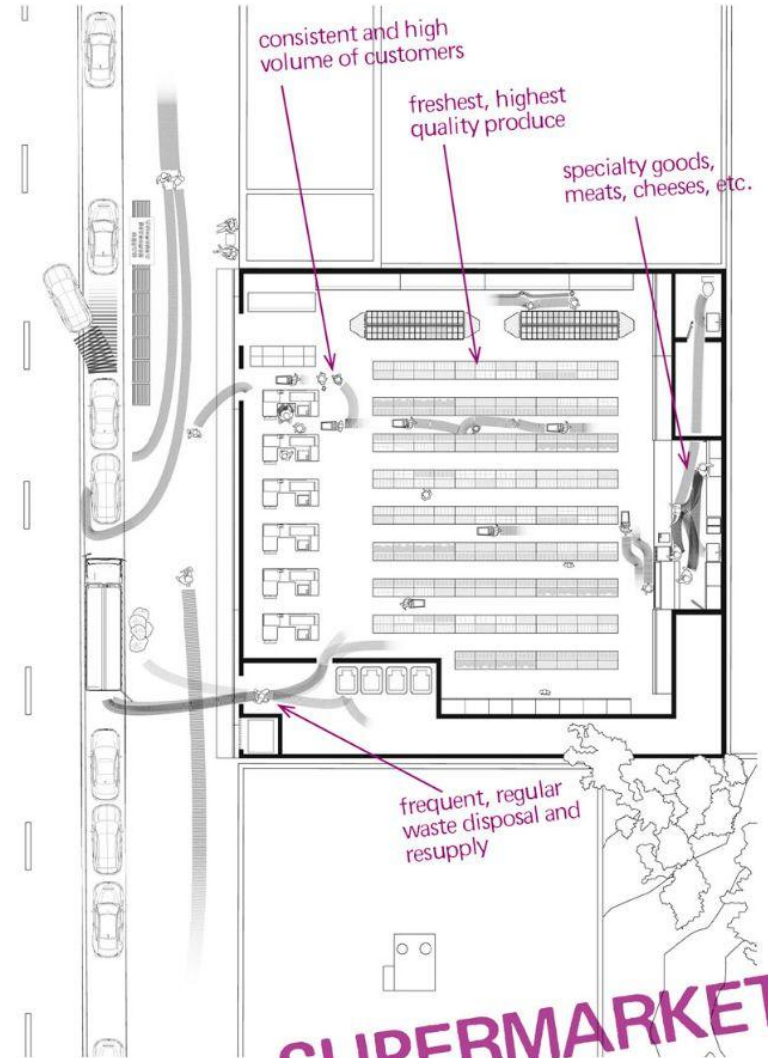 consistent and high
volume of customers
freshest, highest
quality produce
specialty goods,
meats, cheeses, etc.
frequent, regular
waste disposal and
resupply
SUPERMARKET